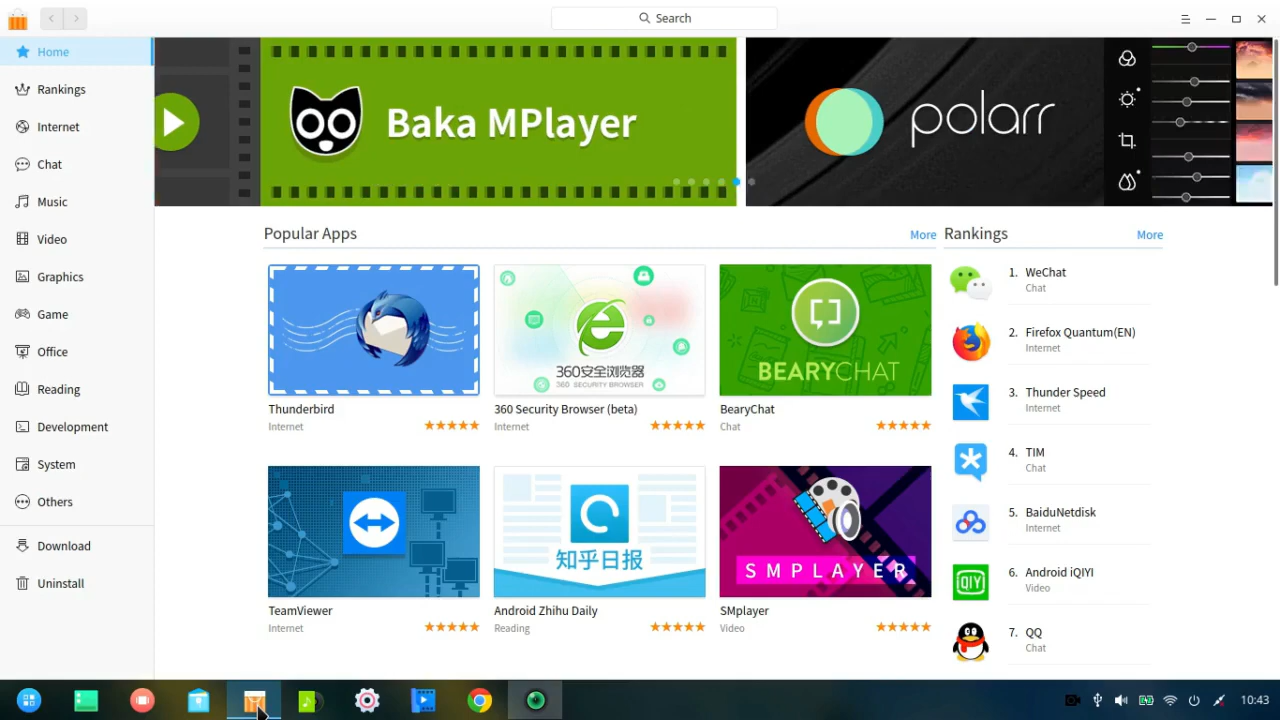 Search
Home
Rankings
Internet
Chat
Music
Video
Graphics
Game
Office
Reading
Development
System
Others
Download
Uninstall
Baka MPlayer
polarr
Popular Apps
More
Thunderbird
Internet
360安全浏览器
360 SECURITY BROWSER
360 Security Browser (beta)
Internet
BEARYCHAT
BearyChat
Chat
TeamViewer
Internet
知乎日报
Android Zhihu Daily
Reading
SMPLAYER
SMplayer
Video
Rankings
More
1. WeChat
Chat
2. Firefox Quantum(EN)
Internet
3. Thunder Speed
Internet
4. TIM
Chat
5. BaiduNetdisk
Internet
QIY
6. Android iQIYI
Video
7. QQ
Chat
10:43